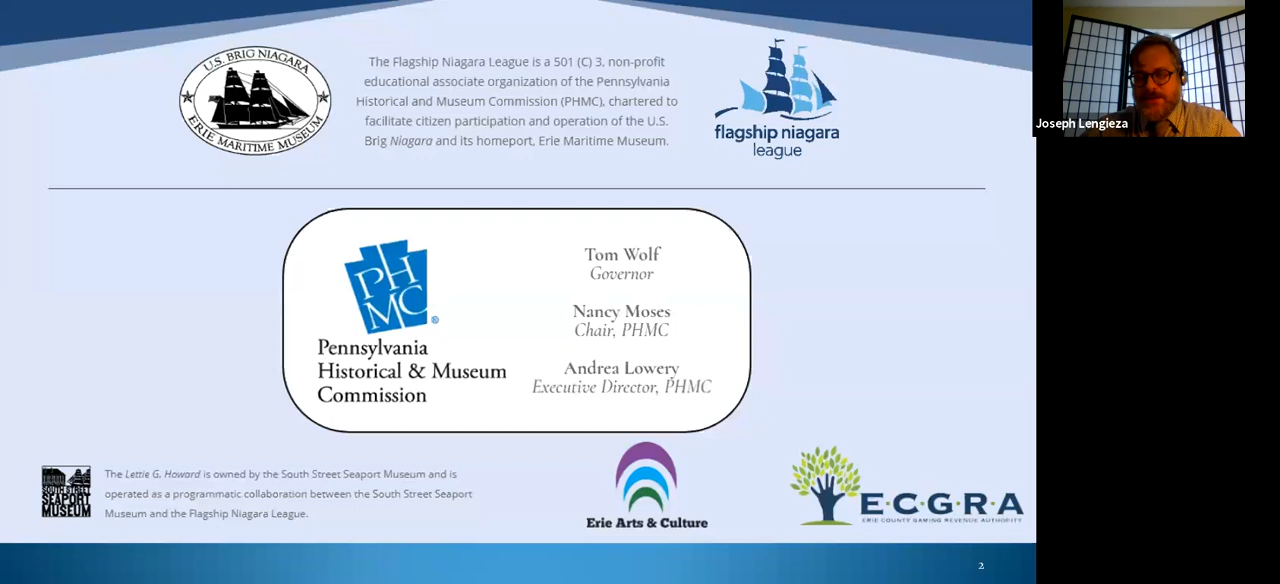 U.S. BRIG NIAGARA
ERIE MARITIME MUSEUM
The Flagship Niagara League is a 501 (C) 3, non-profit
educational associate organization of the Pennsylvania
Historical and Museum Commission (PHMC), chartered to
facilitate citizen participation and operation of the U.S.
Brig Niagara and its homeport, Erie Maritime Museum.
flagship niagara
league
Joseph Lengieza
PH
MC
®
Pennsylvania
Historical & Museum
Commission
Tom Wolf
Governor
Nancy Moses
Chair, PHMC
Andrea Lowery
Executive Director, PHMC
SOUTH STREET
SEAPORT
MUSEUM
The Lettie G. Howard is owned by the South Street Seaport Museum and is
operated as a programmatic collaboration between the South Street Seaport
Museum and the Flagship Niagara League.
Erie Arts & Culture
E·C·G·R·A
ERIE COUNTY GAMING REVENUE AUTHORITY
2